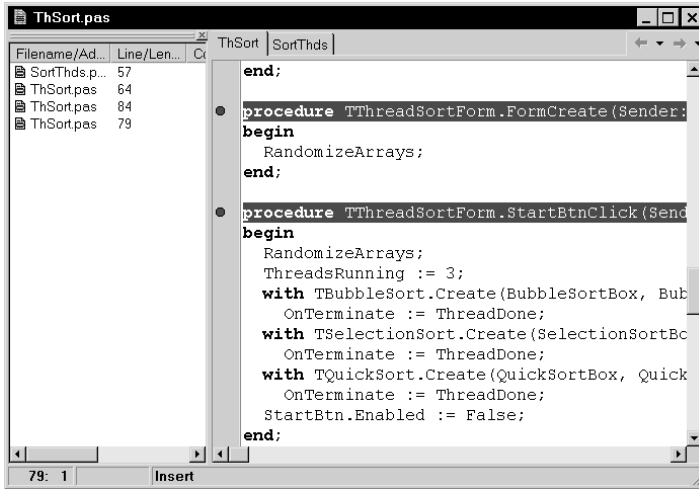 ThSort.pas
Filename/Ad... Line/Len... Co
SortThds.p... 57
ThSort.pas 64
ThSort.pas 84
ThSort.pas 79
ThSort SortThds
end;
procedure TThreadSortForm.FormCreate(Sender:
begin
RandomizeArrays;
end;
procedure TThreadSortForm.StartBtnClick(Send
begin
RandomizeArrays;
ThreadsRunning := 3;
with TBubbleSort.Create(BubbleSortBox, Bub
OnTerminate := ThreadDone;
with TSelectionSort.Create(SelectionSortBo
OnTerminate := ThreadDone;
with TQuickSort.Create(QuickSortBox, Quick
OnTerminate := ThreadDone;
StartBtn.Enabled := False;
end;
79: 1 Insert